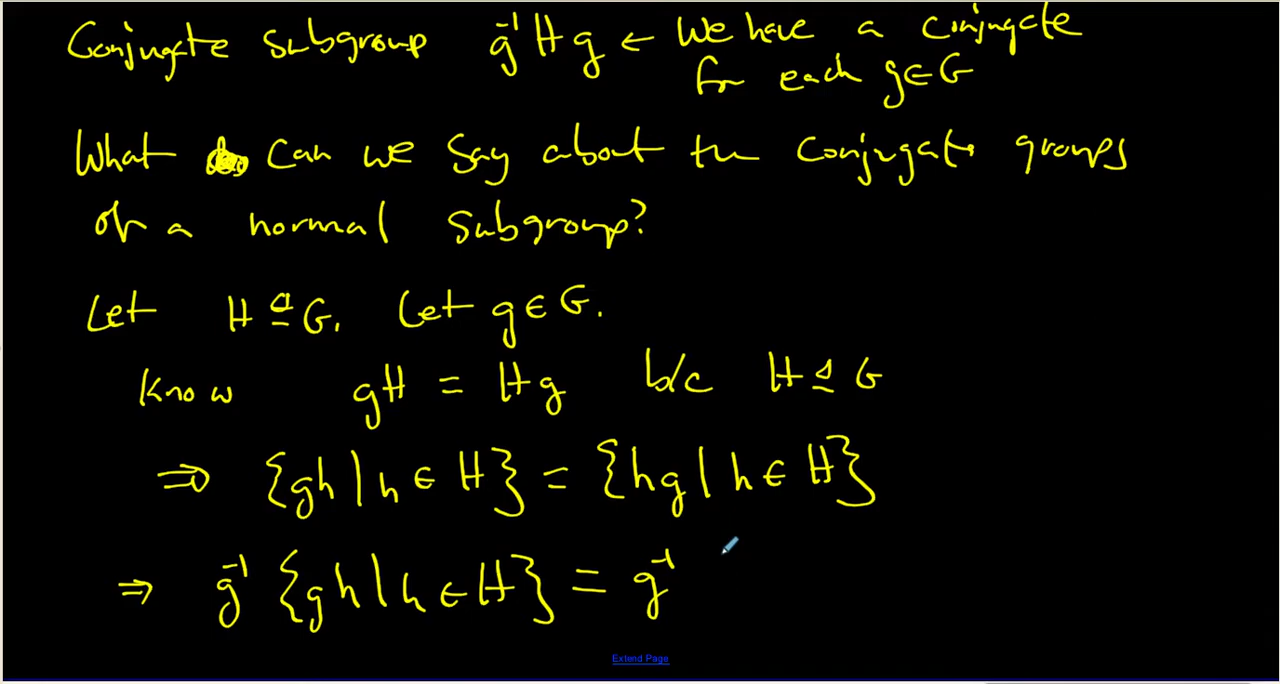 Conjugate subgroup g⁻¹Hg ← We have a conjugate
for each g∈G
What can we say about the conjugate groups
of a normal subgroup?
Let H ⊴ G. Let g ∈ G.
Know gH = Hg b/c H ⊴ G
⇒ {gh | h ∈ H} = {hg | h ∈ H}
⇒ g⁻¹ {gh | h ∈ H} = g⁻¹
Extend Page